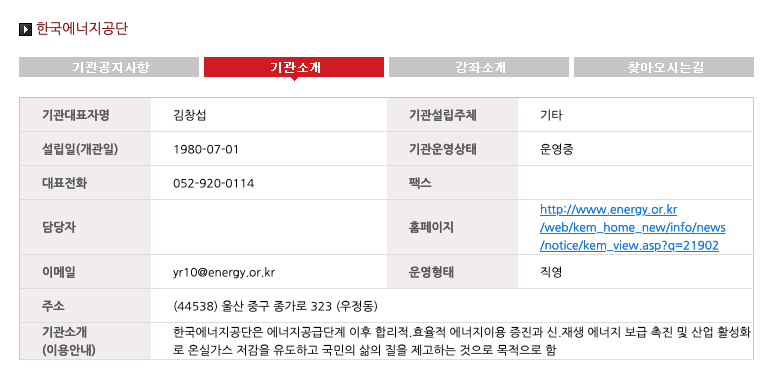 한국에너지공단
기관공지사항 기관소개 강좌소개 찾아오시는길
기관대표자명 김창섭 기관설립주체 기타
설립일(개관일) 1980-07-01 기관운영상태 운영중
대표전화 052-920-0114 팩스
담당자 홈페이지 http://www.energy.or.kr
/web/kem_home_new/info/news
/notice/kem_view.asp?q=21902
이메일 yr10@energy.or.kr 운영형태 직영
주소 (44538) 울산 중구 종가로 323 (우정동)
기관소개 한국에너지공단은 에너지공급단계 이후 합리적.효율적 에너지이용 증진과 신.재생 에너지 보급 촉진 및 산업 활성화
(이용안내) 로 온실가스 저감을 유도하고 국민의 삶의 질을 제고하는 것으로 목적으로 함